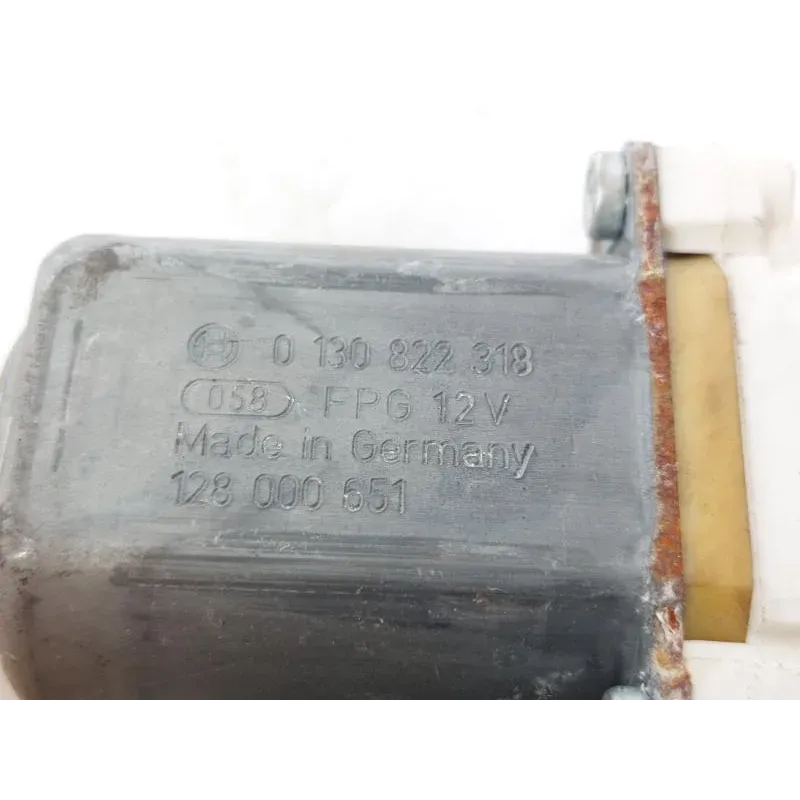 0 130 822 318
058 FPG 12V
Made in Germany
128 000 651